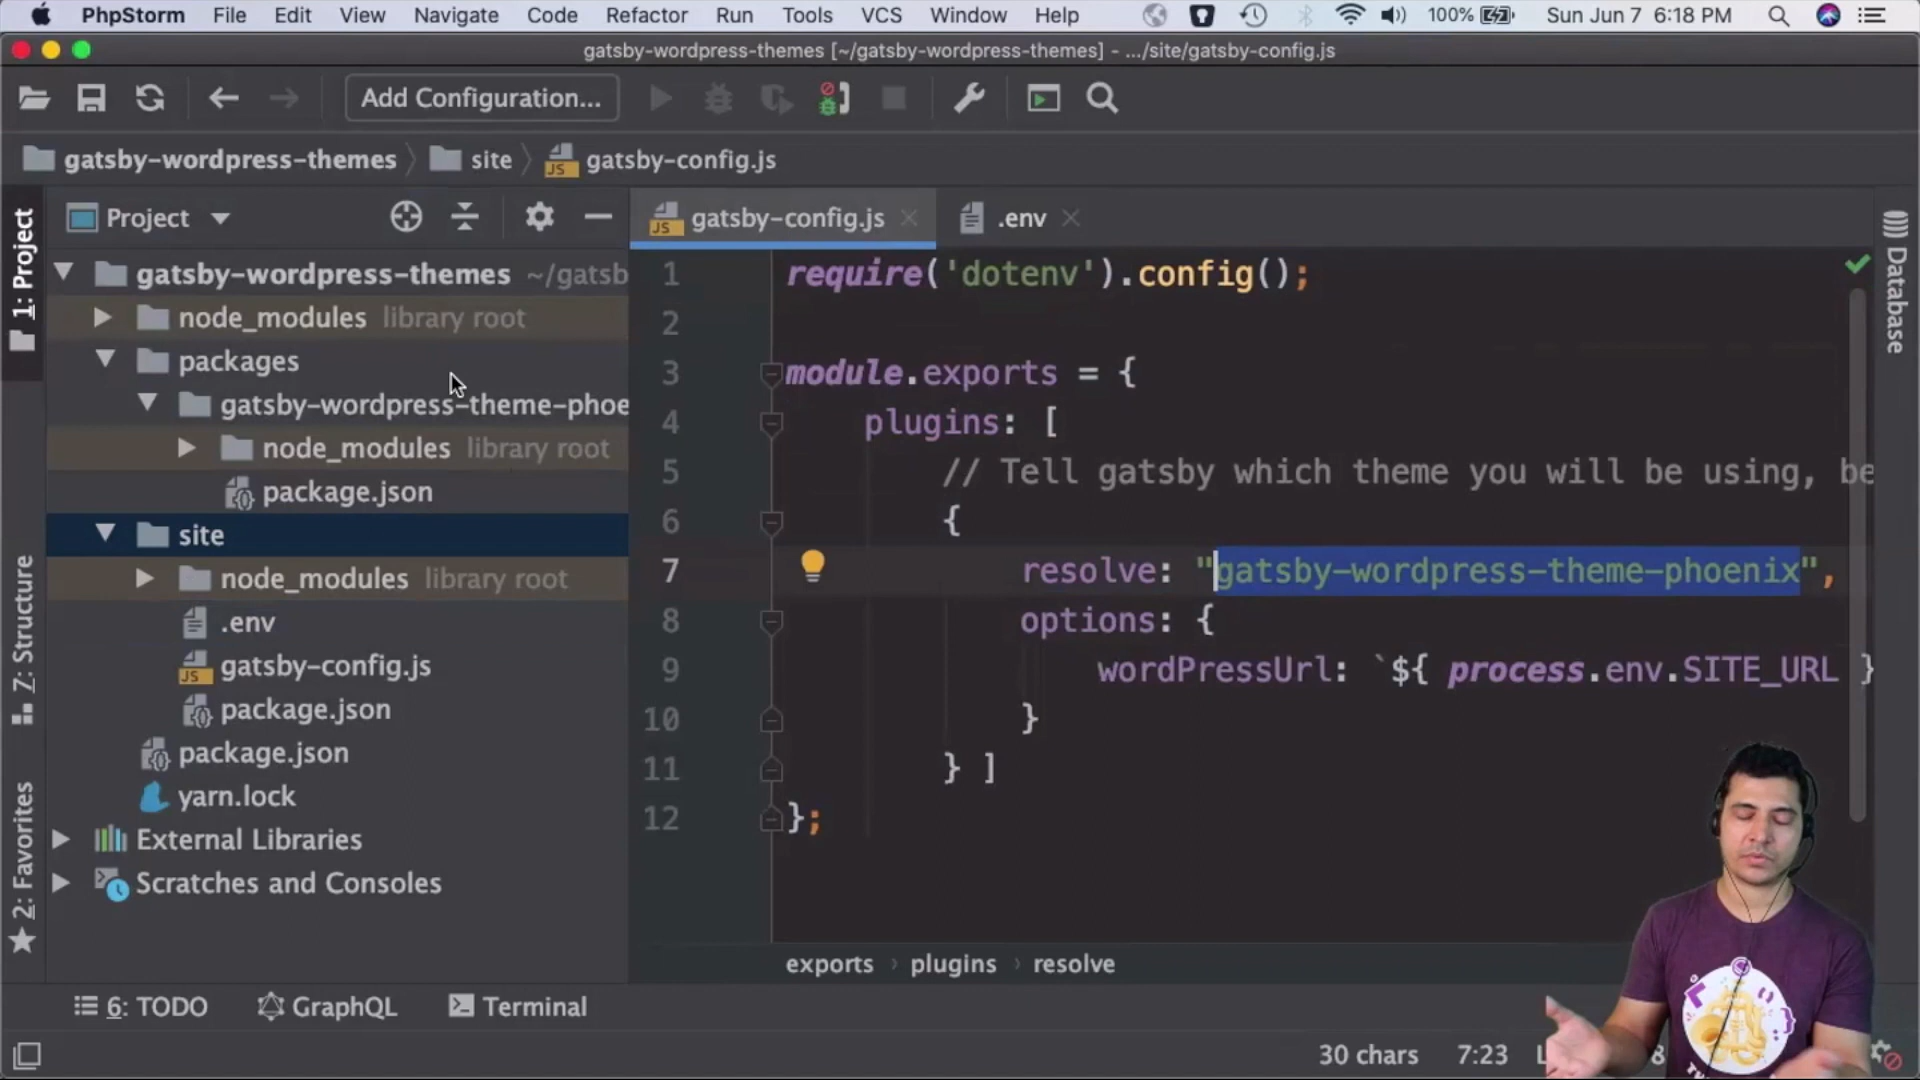 PhpStorm File Edit View Navigate Code Refactor Run Tools VCS Window Help 100% Sun Jun 7 6:18 PM
gatsby-wordpress-themes [~/gatsby-wordpress-themes] - .../site/gatsby-config.js
Add Configuration...
gatsby-wordpress-themes site gatsby-config.js
1: Project
Project
gatsby-config.js .env
Database
gatsby-wordpress-themes ~/gatsb
node_modules library root
packages
gatsby-wordpress-theme-phoe
node_modules library root
package.json
site
node_modules library root
.env
gatsby-config.js
package.json
package.json
yarn.lock
External Libraries
Scratches and Consoles
Z: Structure
2: Favorites
1 require('dotenv').config();
2
3 module.exports = {
4 plugins: [
5 // Tell gatsby which theme you will be using, be
6 {
7 resolve: "gatsby-wordpress-theme-phoenix",
8 options: {
9 wordPressUrl: `${ process.env.SITE_URL }
10 }
11 } ]
12 };
exports plugins resolve
6: TODO GraphQL Terminal
30 chars 7:23